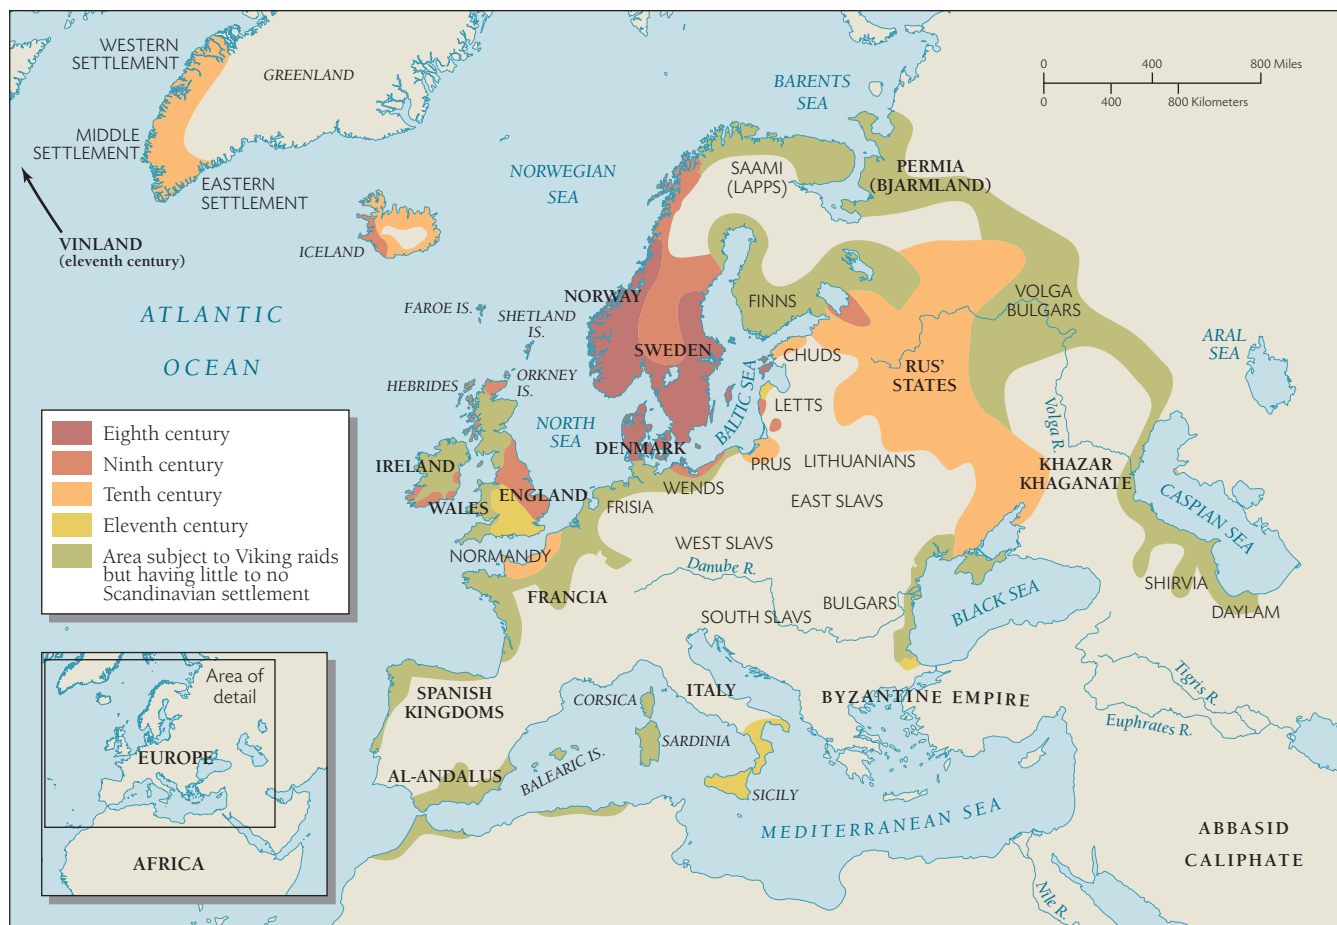 WESTERN
SETTLEMENT
GREENLAND
MIDDLE
SETTLEMENT
EASTERN
SETTLEMENT
VINLAND
(eleventh century)
ICELAND
ATLANTIC
OCEAN
NORWEGIAN
SEA
BARENTS
SEA
0 400 800 Miles
0 400 800 Kilometers
SAAMI
(LAPPS)
PERMIA
(BJARMLAND)
FAROE IS.
SHETLAND
IS.
NORWAY
FINNS
VOLGA
BULGARS
ARAL
SEA
SWEDEN
CHUDS
RUS'
STATES
HEBRIDES
ORKNEY
IS.
NORTH
SEA
BALTIC SEA
LETTS
Volga R.
DENMARK
IRELAND
PRUS
LITHUANIANS
KHAZAR
KHAGANATE
WENDS
WALES
ENGLAND
FRISIA
EAST SLAVS
CASPIAN SEA
NORMANDY
WEST SLAVS
Danube R.
FRANCIA
BULGARS
SOUTH SLAVS
BLACK SEA
SHIRVIA
DAYLAM
SPANISH
KINGDOMS
CORSICA
ITALY
BYZANTINE EMPIRE
Tigris R.
Euphrates R.
SARDINIA
AL-ANDALUS
BALEARIC IS.
SICILY
MEDITERRANEAN SEA
ABBASID
CALIPHATE
Nile R.
Eighth century
Ninth century
Tenth century
Eleventh century
Area subject to Viking raids
but having little to no
Scandinavian settlement
Area of
detail
EUROPE
AFRICA